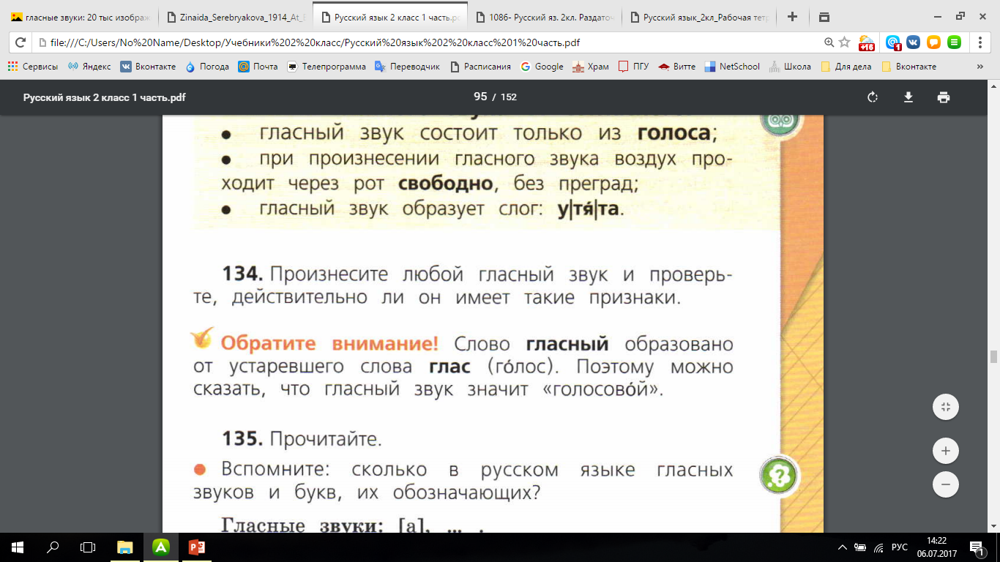 гласные звуки: 20 тыс изображ
Zinaida_Serebryakova_1914_At_
Русский язык 2 класс 1 часть.pd
1086- Русский яз. 2кл. Раздаточ
Русский язык_2кл_Рабочая тетр
file:///C:/Users/No%20Name/Desktop/Учебники%202%20класс/Русский%20язык%202%20класс%201%20часть.pdf
+16
1
Сервисы Яндекс Вконтакте Погода Почта Телепрограмма Переводчик Расписания Google Храм ПГУ Витте NetSchool Школа Для дела Вконтакте »
Русский язык 2 класс 1 часть.pdf 95 / 152
• гласный звук состоит только из голоса;
• при произнесении гласного звука воздух про-
ходит через рот свободно, без преград;
• гласный звук образует слог: у|тя́|та.
134. Произнесите любой гласный звук и проверь-
те, действительно ли он имеет такие признаки.
Обратите внимание! Слово гласный образовано
от устаревшего слова глас (го́лос). Поэтому можно
сказать, что гласный звук значит «голосово́й».
135. Прочитайте.
• Вспомните: сколько в русском языке гласных
звуков и букв, их обозначающих?
?
Гласные звуки: [а], ... .
РУС
14:22
06.07.2017
1